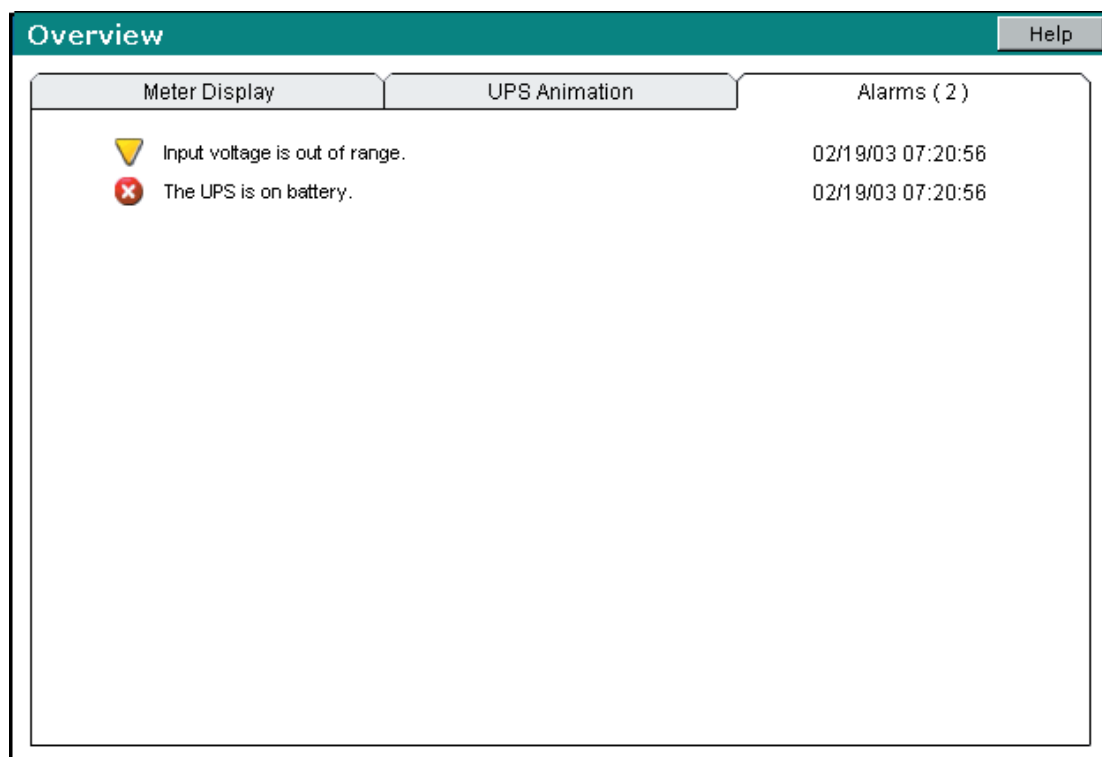 Overview Help
Meter Display UPS Animation Alarms ( 2 )
Input voltage is out of range. 02/19/03 07:20:56
The UPS is on battery. 02/19/03 07:20:56